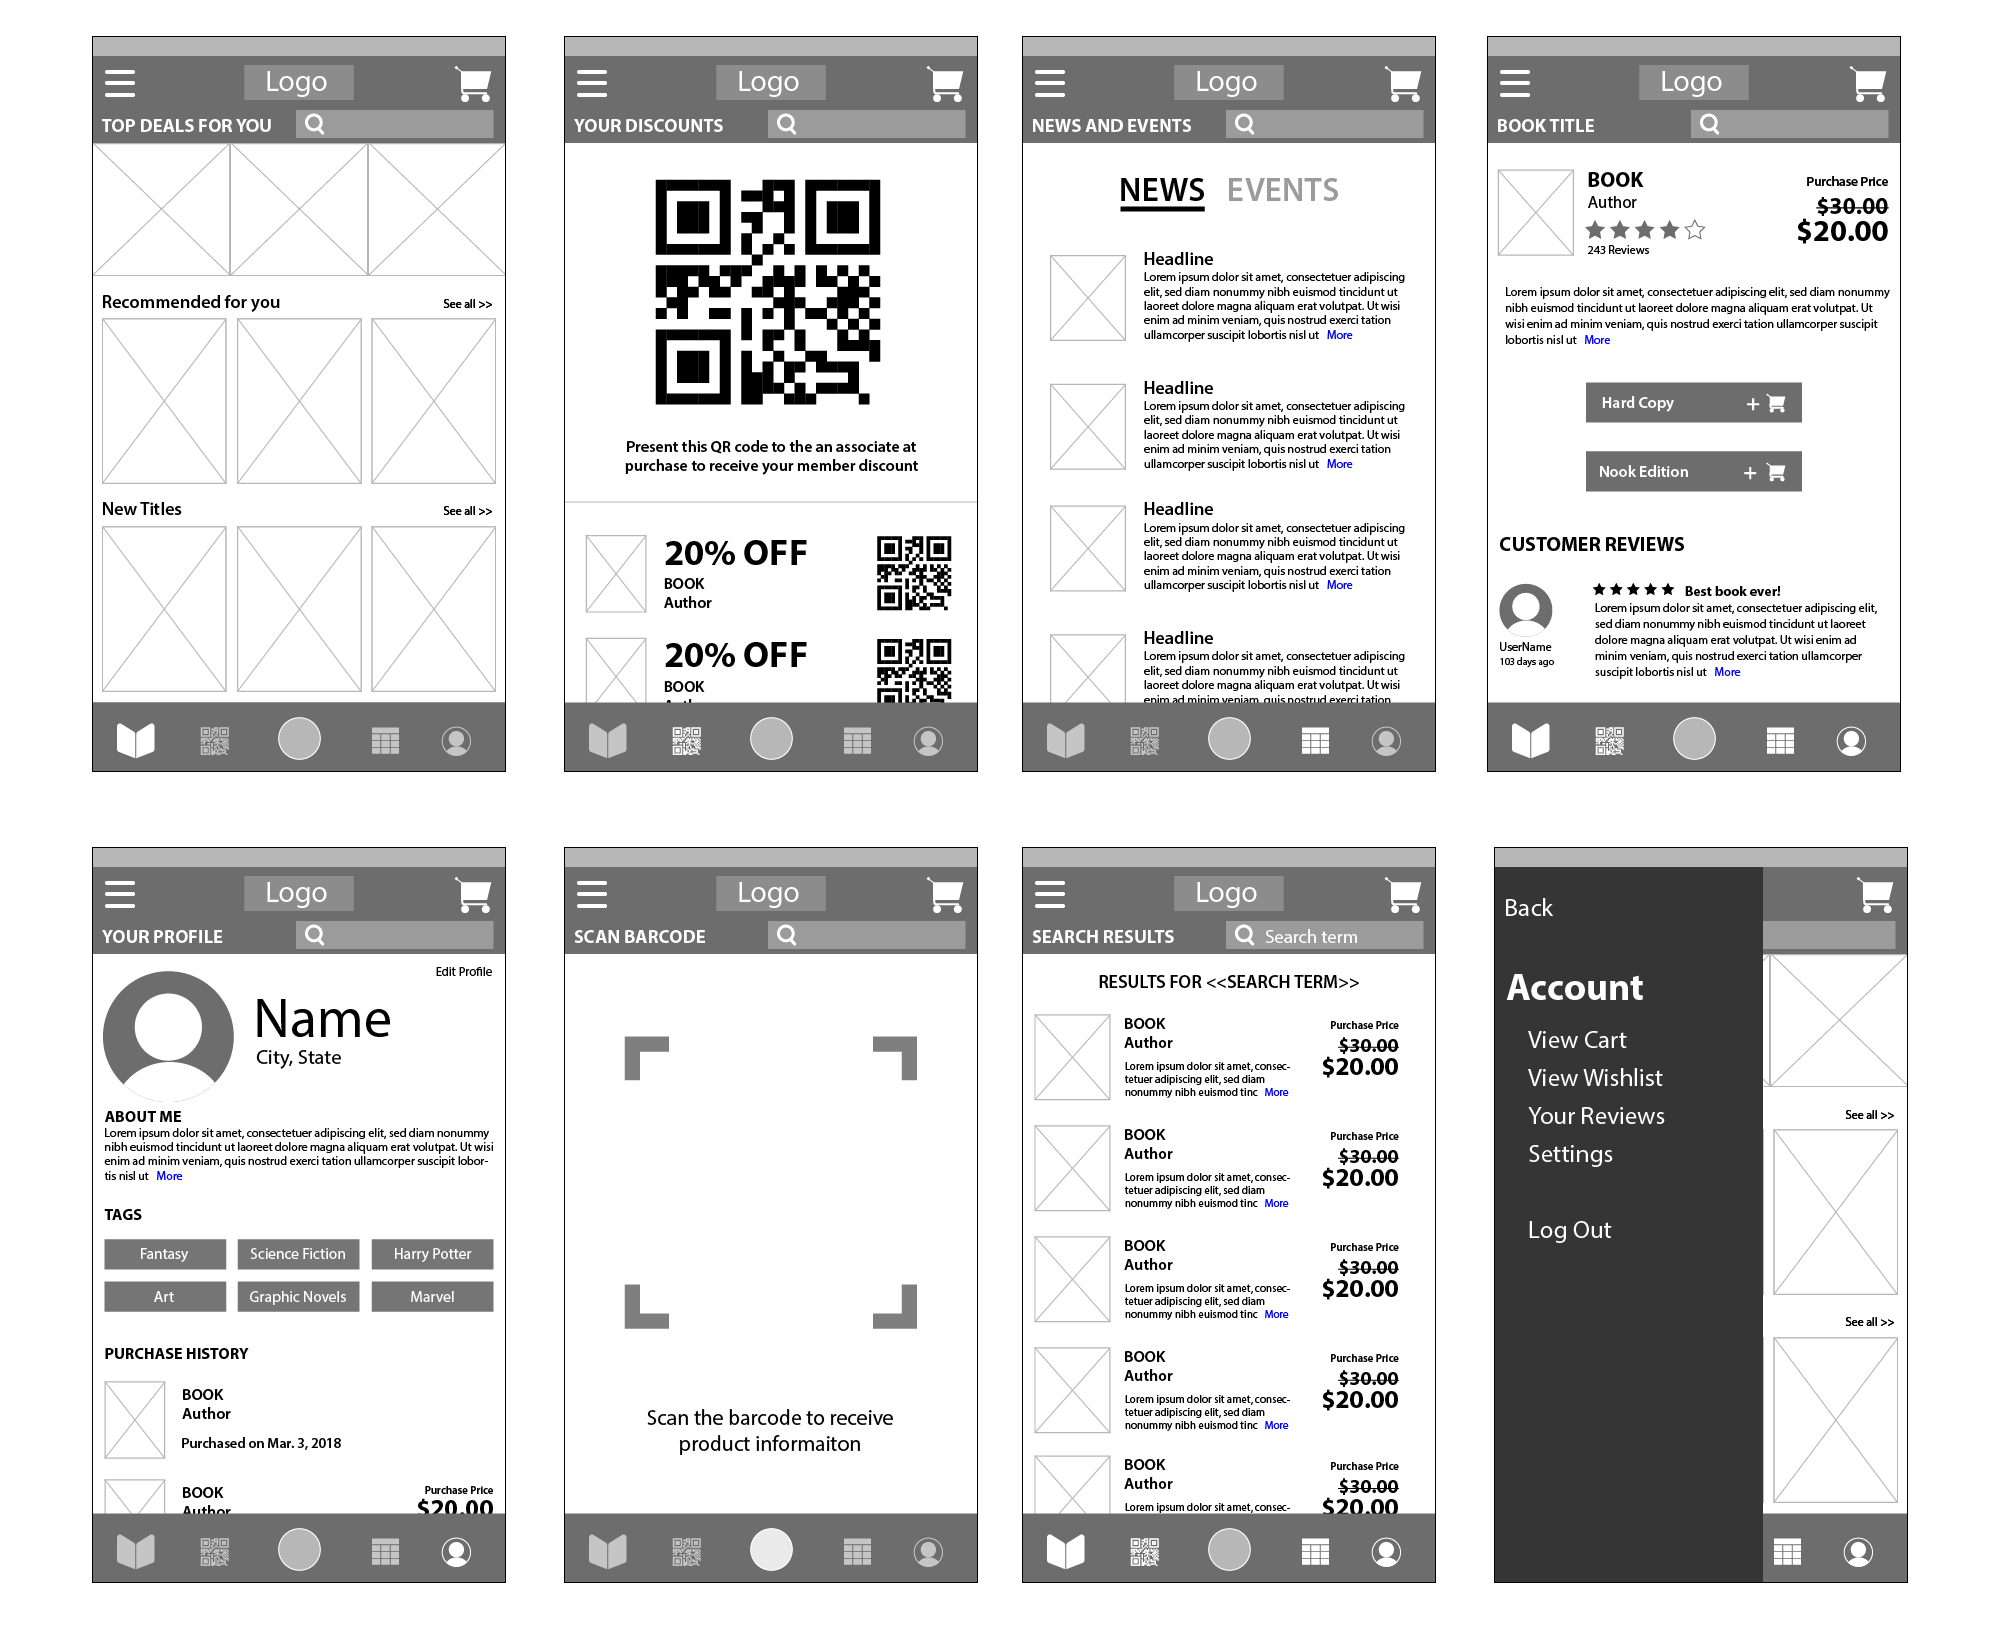 Logo
TOP DEALS FOR YOU
Recommended for you
See all >>
New Titles
See all >>
Logo
YOUR DISCOUNTS
Present this QR code to the an associate at
purchase to receive your member discount
20% OFF
BOOK
Author
20% OFF
BOOK
Author
Logo
NEWS AND EVENTS
NEWS EVENTS
Headline
Lorem ipsum dolor sit amet, consectetuer adipiscing
elit, sed diam nonummy nibh euismod tincidunt ut
laoreet dolore magna aliquam erat volutpat. Ut wisi
enim ad minim veniam, quis nostrud exerci tation
ullamcorper suscipit lobortis nisl ut More
Headline
Lorem ipsum dolor sit amet, consectetuer adipiscing
elit, sed diam nonummy nibh euismod tincidunt ut
laoreet dolore magna aliquam erat volutpat. Ut wisi
enim ad minim veniam, quis nostrud exerci tation
ullamcorper suscipit lobortis nisl ut More
Headline
Lorem ipsum dolor sit amet, consectetuer adipiscing
elit, sed diam nonummy nibh euismod tincidunt ut
laoreet dolore magna aliquam erat volutpat. Ut wisi
enim ad minim veniam, quis nostrud exerci tation
ullamcorper suscipit lobortis nisl ut More
Headline
Lorem ipsum dolor sit amet, consectetuer adipiscing
elit, sed diam nonummy nibh euismod tincidunt ut
laoreet dolore magna aliquam erat volutpat. Ut wisi
enim ad minim veniam, quis nostrud exerci tation
Logo
BOOK TITLE
BOOK
Author
243 Reviews
Purchase Price
$30.00
$20.00
Lorem ipsum dolor sit amet, consectetuer adipiscing elit, sed diam nonummy
nibh euismod tincidunt ut laoreet dolore magna aliquam erat volutpat. Ut
wisi enim ad minim veniam, quis nostrud exerci tation ullamcorper suscipit
lobortis nisl ut More
Hard Copy +
Nook Edition +
CUSTOMER REVIEWS
Best book ever!
Lorem ipsum dolor sit amet, consectetuer adipiscing elit,
sed diam nonummy nibh euismod tincidunt ut laoreet
dolore magna aliquam erat volutpat. Ut wisi enim ad
minim veniam, quis nostrud exerci tation ullamcorper
suscipit lobortis nisl ut More
UserName
103 days ago
Logo
YOUR PROFILE
Edit Profile
Name
City, State
ABOUT ME
Lorem ipsum dolor sit amet, consectetuer adipiscing elit, sed diam nonummy
nibh euismod tincidunt ut laoreet dolore magna aliquam erat volutpat. Ut wisi
enim ad minim veniam, quis nostrud exerci tation ullamcorper suscipit lobor-
tis nisl ut More
TAGS
Fantasy Science Fiction Harry Potter
Art Graphic Novels Marvel
PURCHASE HISTORY
BOOK
Author
Purchased on Mar. 3, 2018
BOOK
Author
Purchase Price
$20.00
Logo
SCAN BARCODE
Scan the barcode to receive
product informaiton
Logo
SEARCH RESULTS Search term
RESULTS FOR <<SEARCH TERM>>
BOOK
Author
Lorem ipsum dolor sit amet, consec-
tetuer adipiscing elit, sed diam
nonummy nibh euismod tinc More
Purchase Price
$30.00
$20.00
BOOK
Author
Lorem ipsum dolor sit amet, consec-
tetuer adipiscing elit, sed diam
nonummy nibh euismod tinc More
Purchase Price
$30.00
$20.00
BOOK
Author
Lorem ipsum dolor sit amet, consec-
tetuer adipiscing elit, sed diam
nonummy nibh euismod tinc More
Purchase Price
$30.00
$20.00
BOOK
Author
Lorem ipsum dolor sit amet, consec-
tetuer adipiscing elit, sed diam
nonummy nibh euismod tinc More
Purchase Price
$30.00
$20.00
BOOK
Author
Lorem ipsum dolor sit amet, consec-
Purchase Price
$30.00
$20.00
Back
Account
View Cart
View Wishlist
Your Reviews
Settings
Log Out
See all >>
See all >>